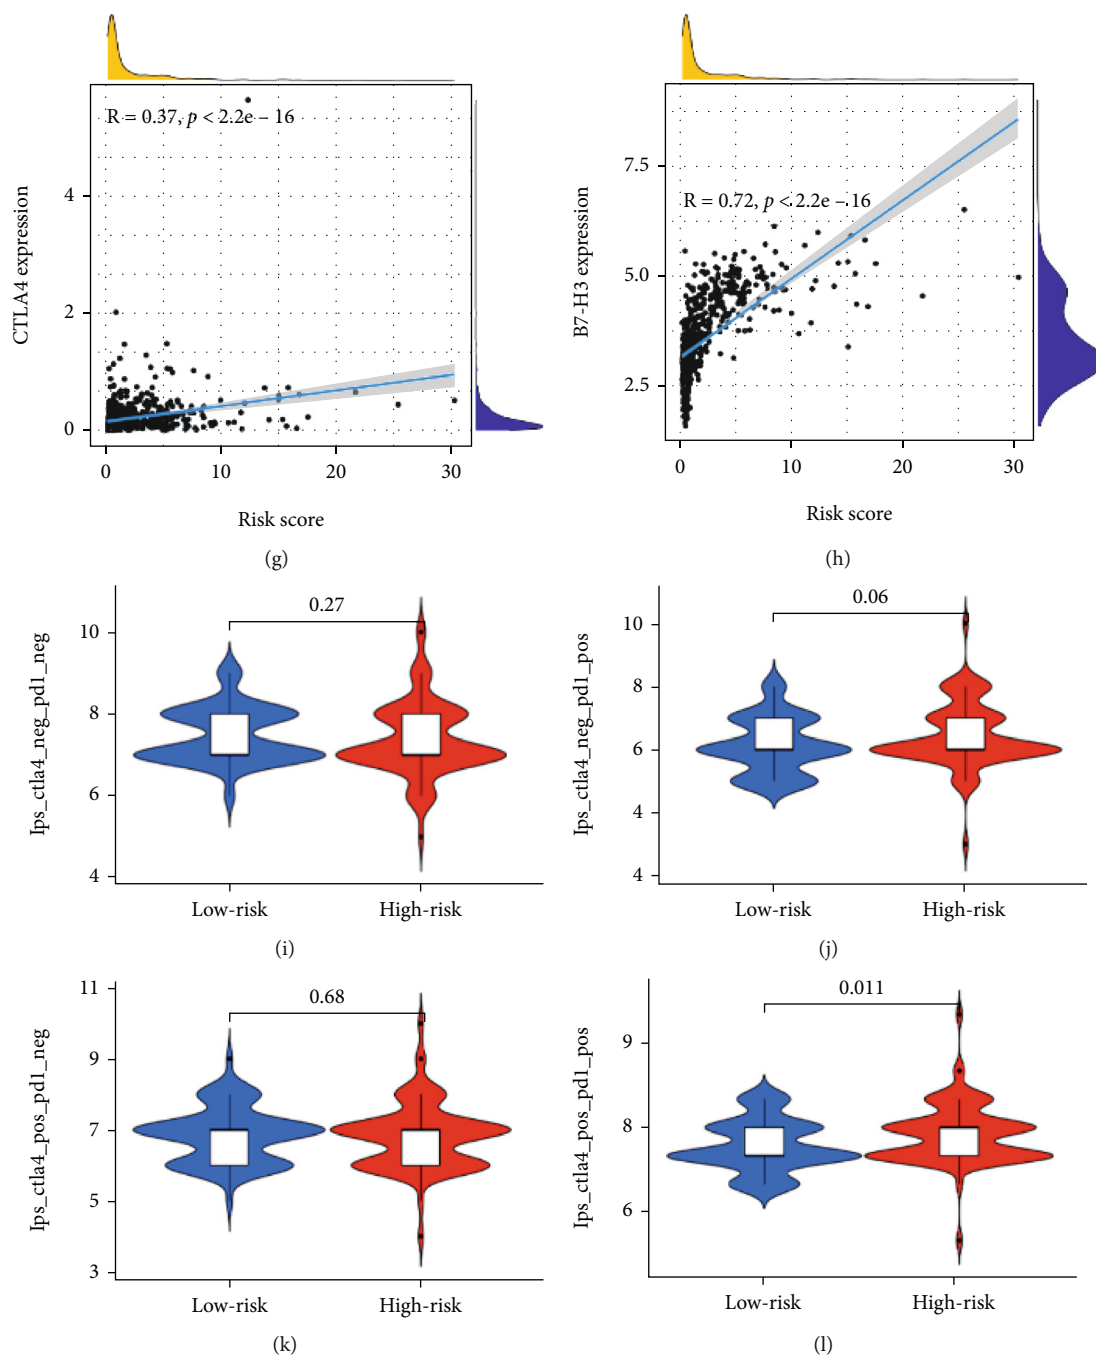 R = 0.37, p < 2.2e – 16
CTLA4 expression
4
2
0
0
10
20
30
Risk score
(g)
R = 0.72, p < 2.2e – 16
B7-H3 expression
7.5
5.0
2.5
0
10
20
30
Risk score
(h)
0.27
Ips_ctla4_neg_pd1_neg
10
8
6
4
Low-risk
High-risk
(i)
0.06
Ips_ctla4_neg_pd1_pos
10
8
6
4
4
Low-risk
High-risk
(j)
0.68
Ips_ctla4_pos_pd1_neg
11
9
7
5
3
Low-risk
High-risk
(k)
0.011
Ips_ctla4_pos_pd1_pos
9
8
6
Low-risk
High-risk
(l)